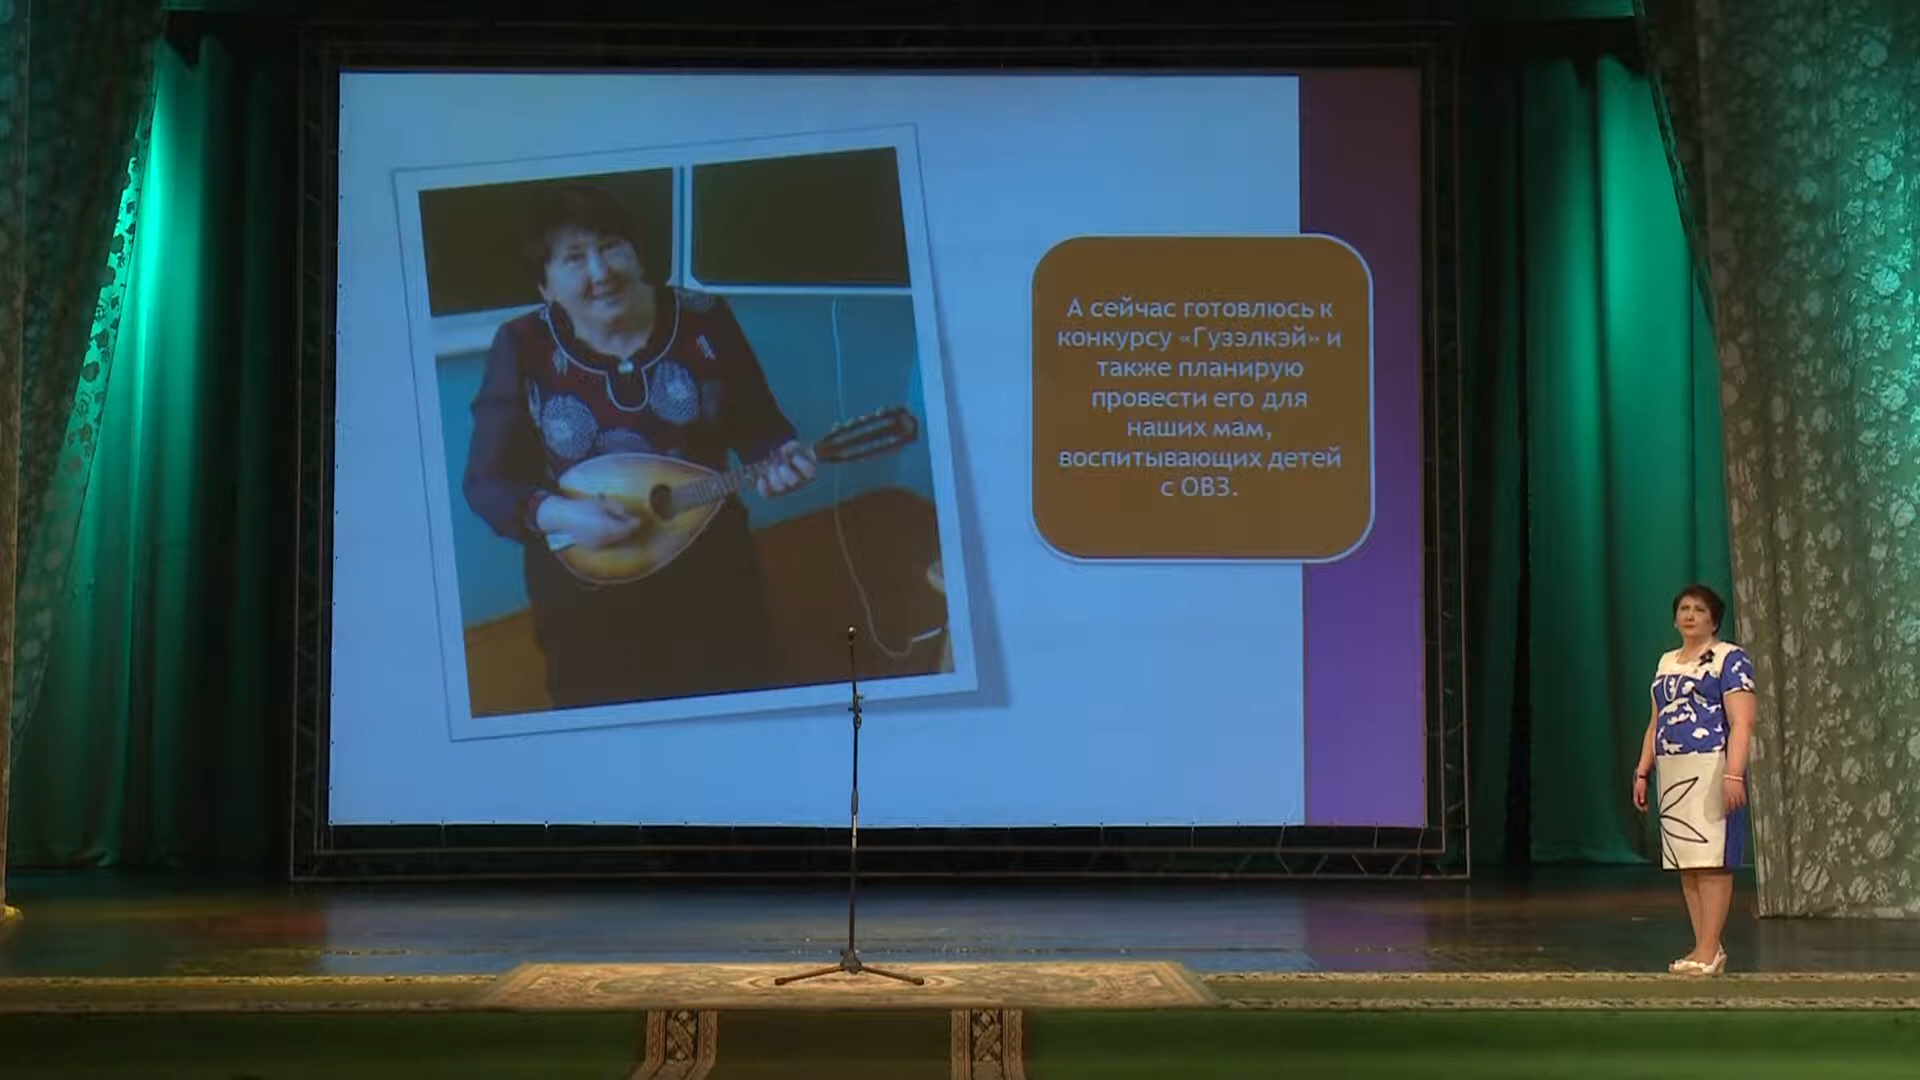 А сейчас готовлюсь к
конкурсу «Гузэлкэй» и
также планирую
провести его для
наших мам,
воспитывающих детей
с ОВЗ.